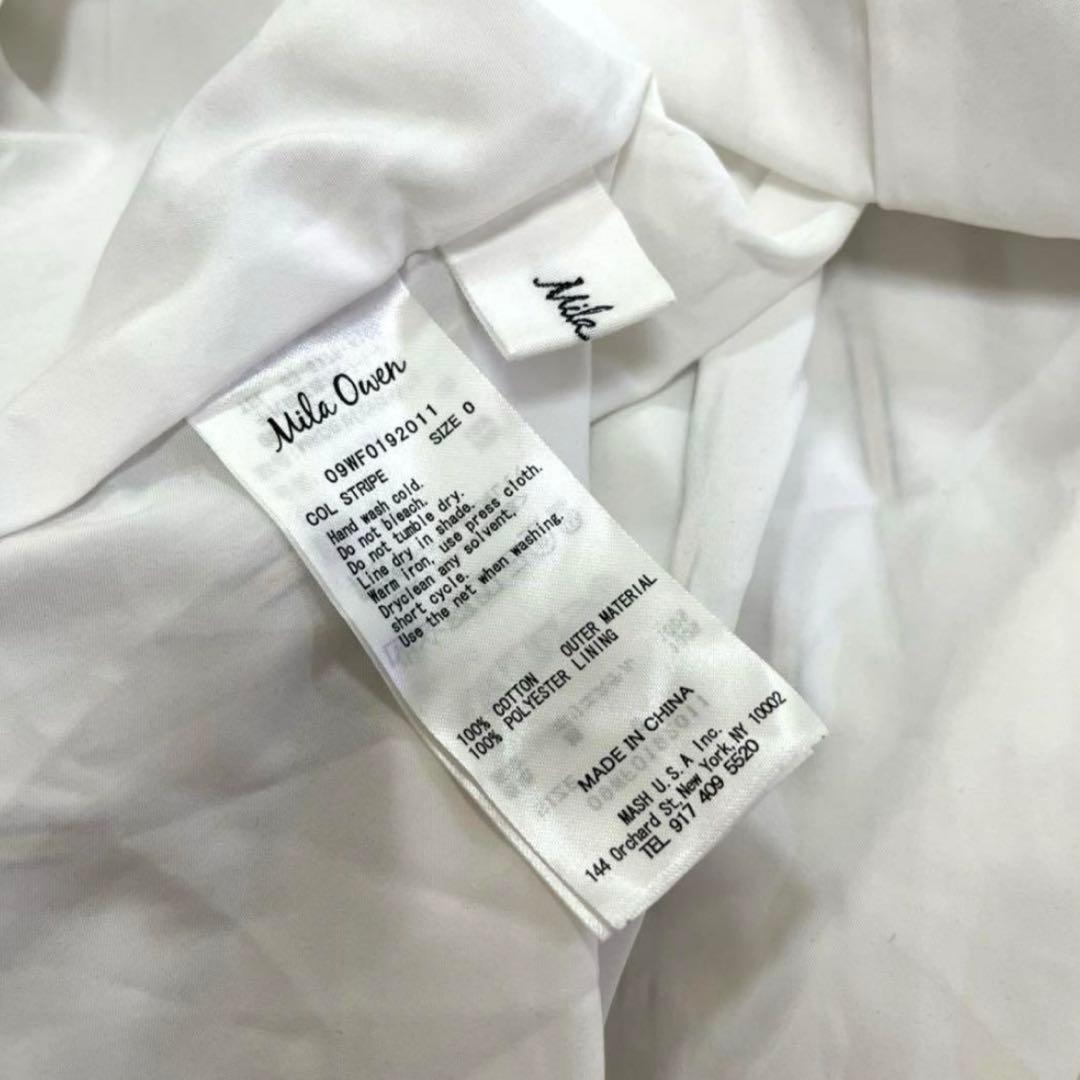 Mila
Mila Owen
09WF0192011
SIZE 0
COL STRIPE
Hand wash cold.
Do not bleach.
Do not tumble dry.
Line dry in shade.
Warm iron, use press cloth.
Dryclean any solvent,
short cycle.
Use the net when washing.
100% COTTON OUTER MATERIAL
100% POLYESTER LINING
MADE IN CHINA
MASH U.S.A Inc.
144 Orchard St.New York,NY 10002
TEL 917 409 5520